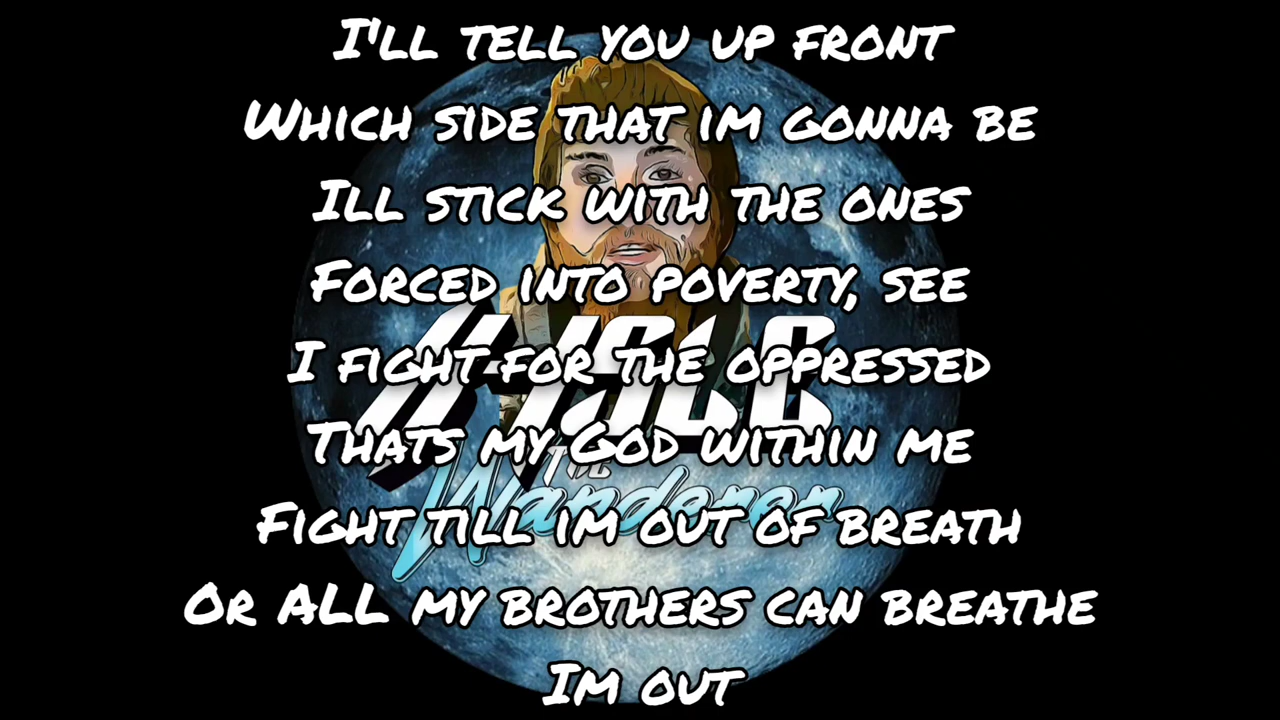 I'll tell you up front
Which side that im gonna be
Ill stick with the ones
Forced into poverty, see
I fight for the oppressed
Thats my God within me
Fight till im out of breath
Or ALL my brothers can breathe
Im out
THE
Wanderer